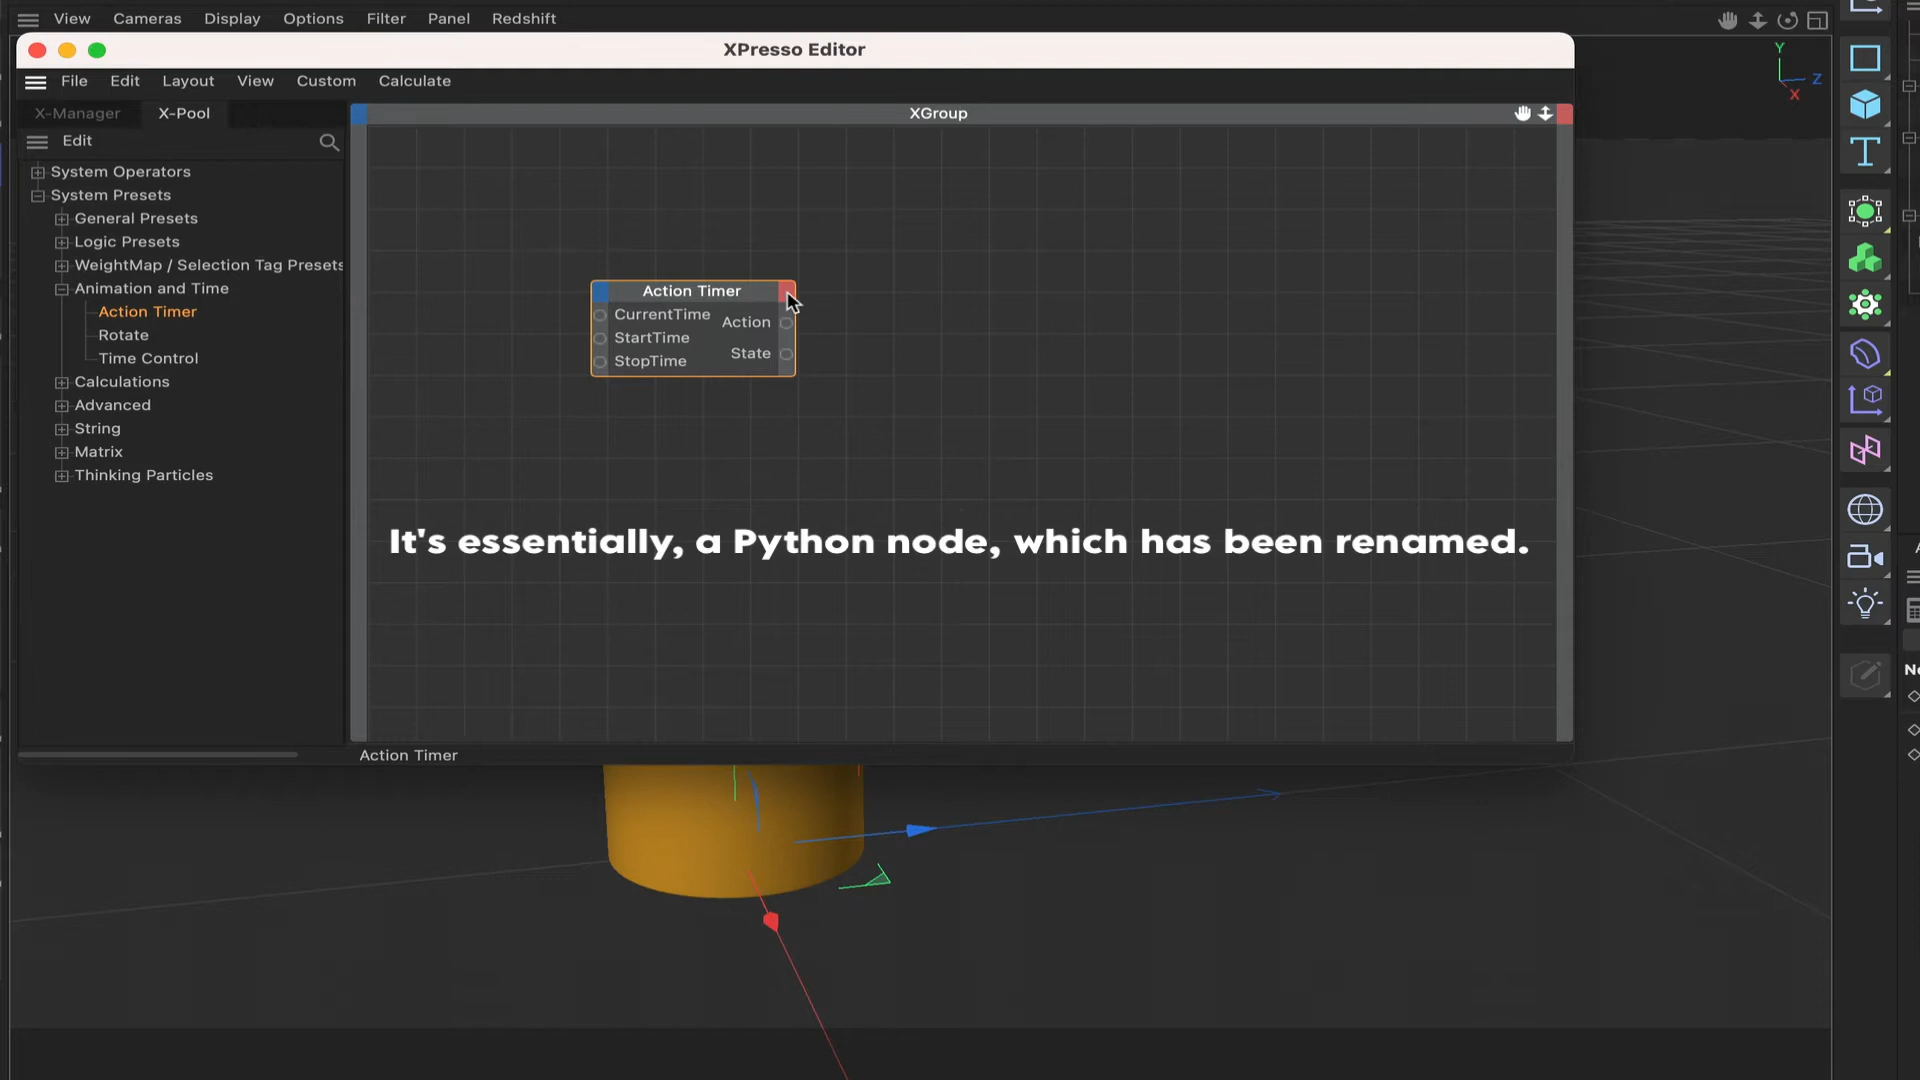 View Cameras Display Options Filter Panel Redshift
XPresso Editor
File Edit Layout View Custom Calculate
X-Manager X-Pool
XGroup
Edit
System Operators
System Presets
General Presets
Logic Presets
WeightMap / Selection Tag Presets
Animation and Time
Action Timer
Rotate
Time Control
Calculations
Advanced
String
Matrix
Thinking Particles
Action Timer
CurrentTime
Action
StartTime
State
StopTime
It's essentially, a Python node, which has been renamed.
Action Timer
Y
Z
X